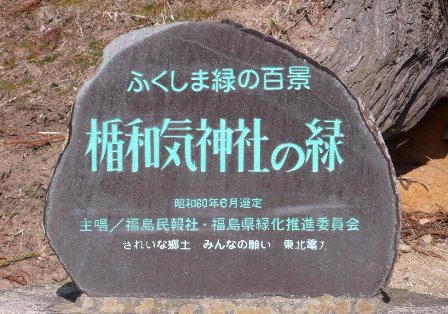 ふくしま緑の百景
楯和気神社の緑
昭和60年6月選定
主唱／福島民報社・福島県緑化推進委員会
きれいな郷土 みんなの願い 東北電力